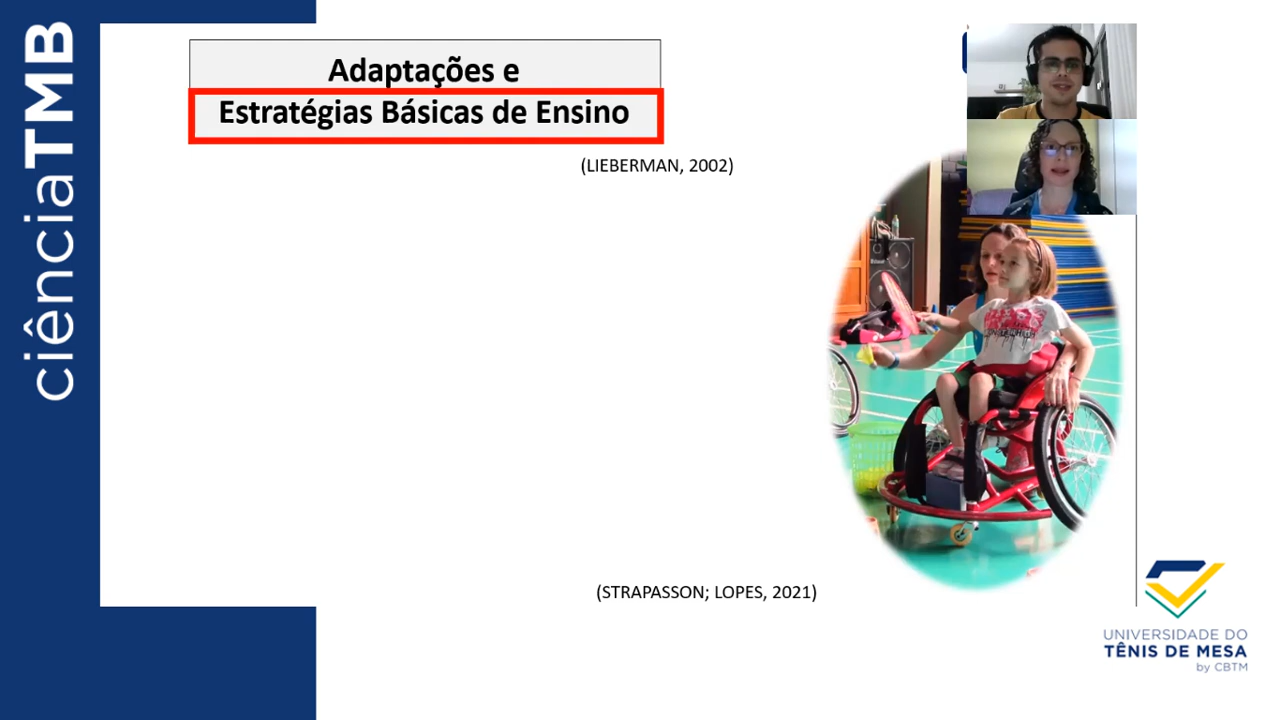 ciênciaTMB
Adaptações e
Estratégias Básicas de Ensino
(LIEBERMAN, 2002)
(STRAPASSON; LOPES, 2021)
UNIVERSIDADE DO
TÊNIS DE MESA
by CBTM